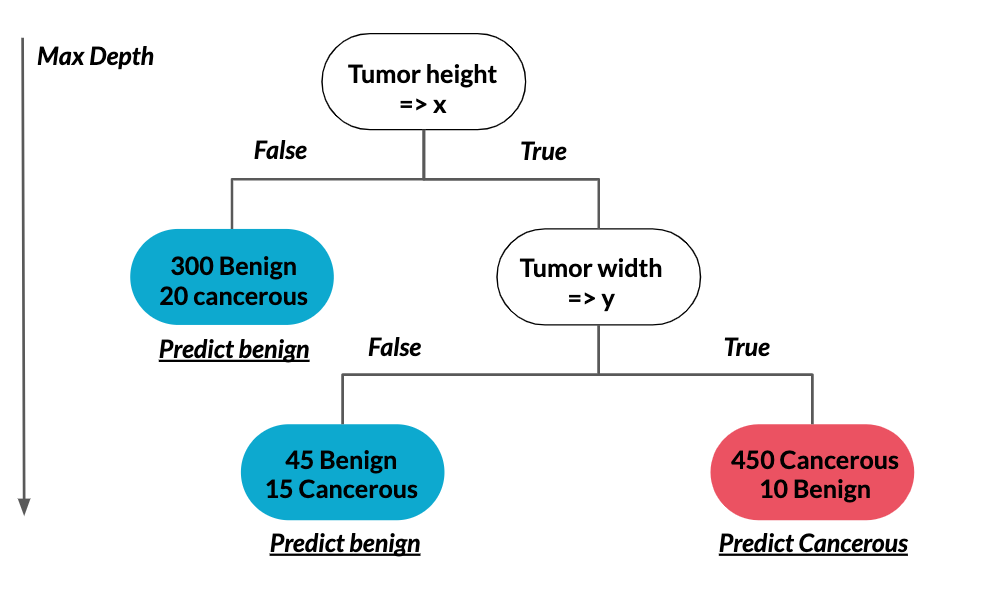 Max Depth
Tumor height
=> x
False
True
300 Benign
20 cancerous
Predict benign
Tumor width
=> y
False
True
45 Benign
15 Cancerous
Predict benign
450 Cancerous
10 Benign
Predict Cancerous